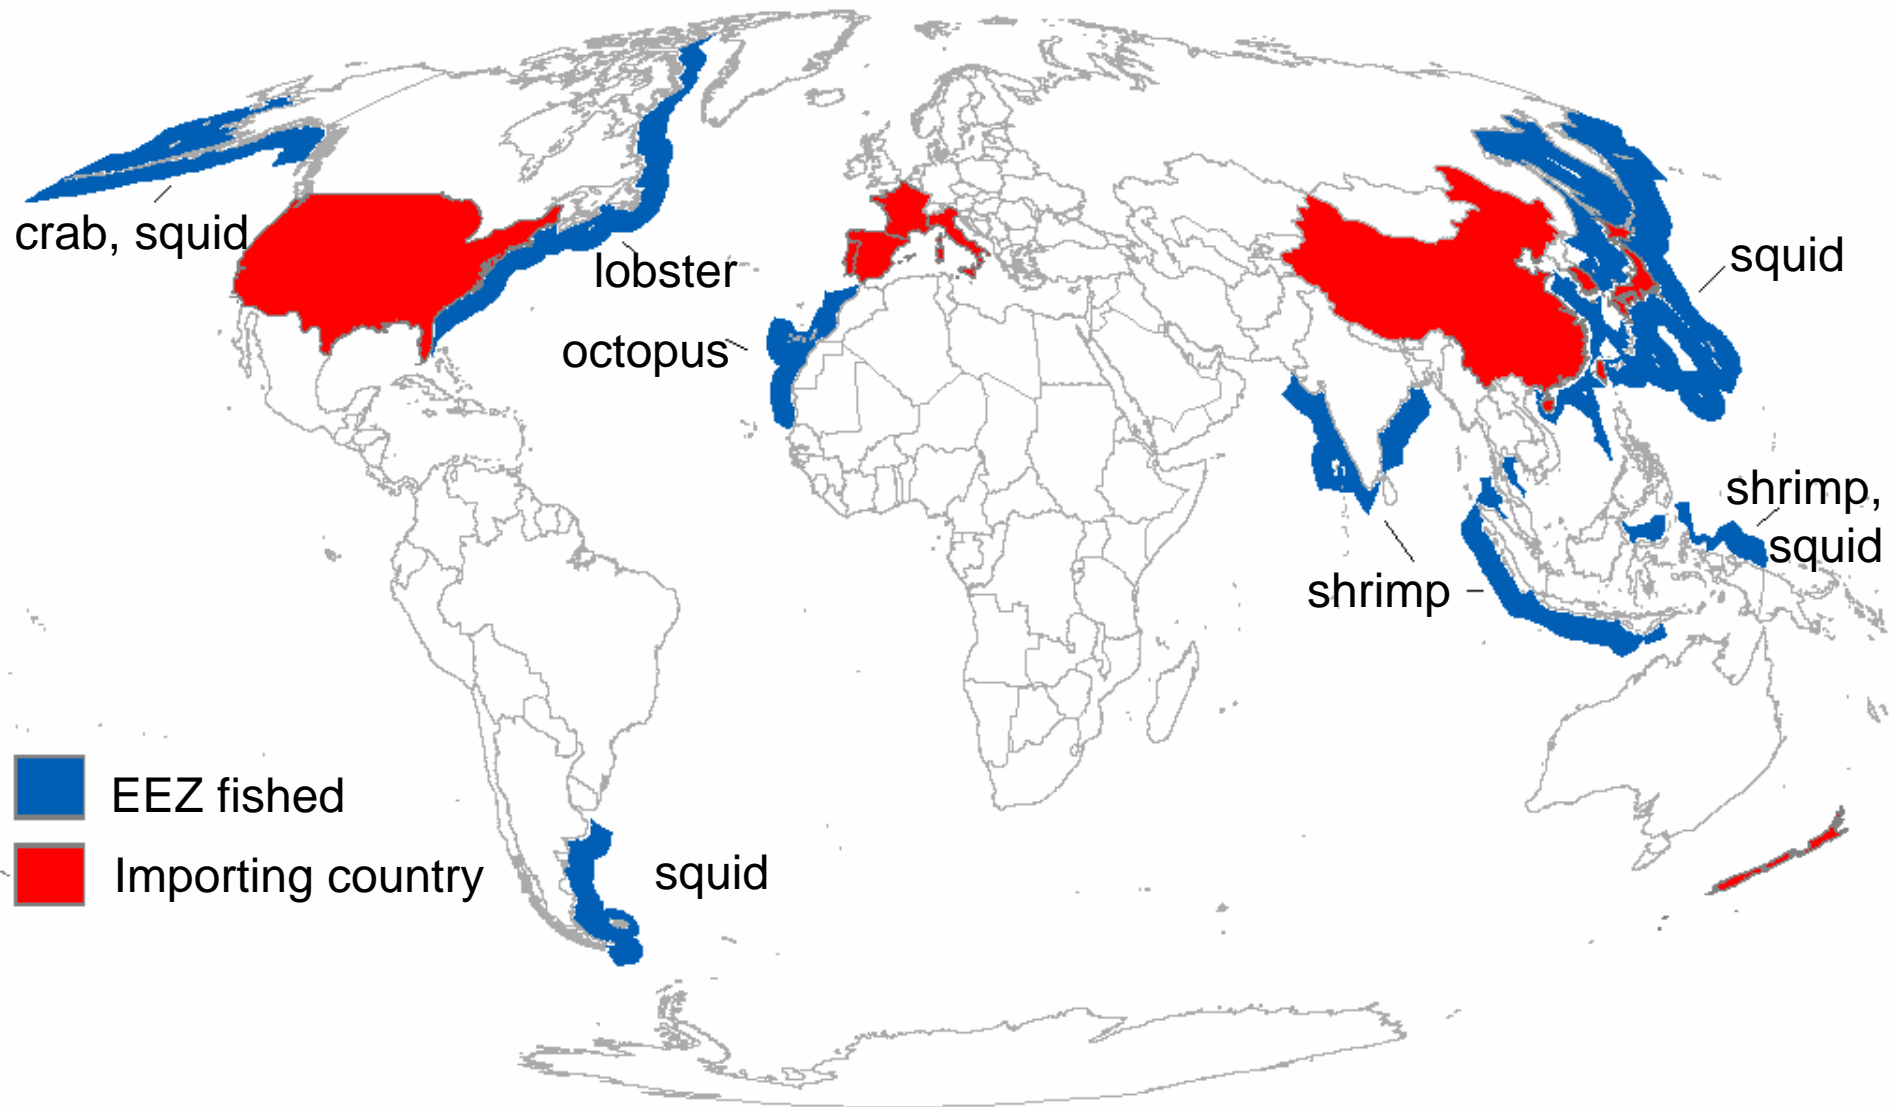 crab, squid
lobster
squid
octopus
shrimp,
squid
shrimp
EEZ fished
squid
Importing country